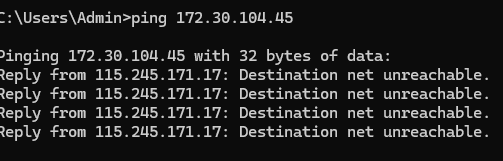 C:\Users\Admin>ping 172.30.104.45
Pinging 172.30.104.45 with 32 bytes of data:
Reply from 115.245.171.17: Destination net unreachable.
Reply from 115.245.171.17: Destination net unreachable.
Reply from 115.245.171.17: Destination net unreachable.
Reply from 115.245.171.17: Destination net unreachable.